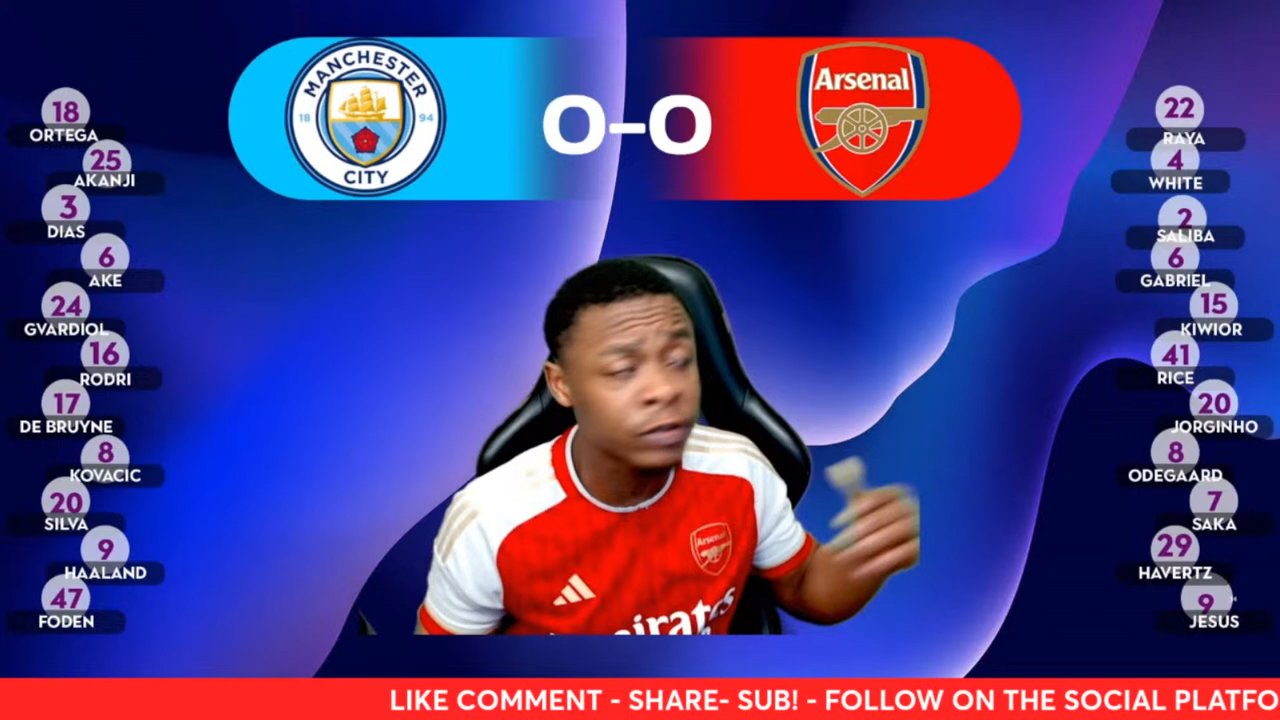 MANCHESTER
18 94
CITY
0-0
Arsenal
18
ORTEGA
25
AKANJI
3
DIAS
6
AKE
24
GVARDIOL
16
RODRI
17
DE BRUYNE
8
KOVACIC
20
SILVA
9
HAALAND
47
FODEN
22
RAYA
4
WHITE
2
SALIBA
6
GABRIEL
15
KIWIOR
41
RICE
20
JORGINHO
8
ODEGAARD
7
SAKA
29
HAVERTZ
9
JESUS
Arsenal
LIKE COMMENT - SHARE- SUB! - FOLLOW ON THE SOCIAL PLATFO